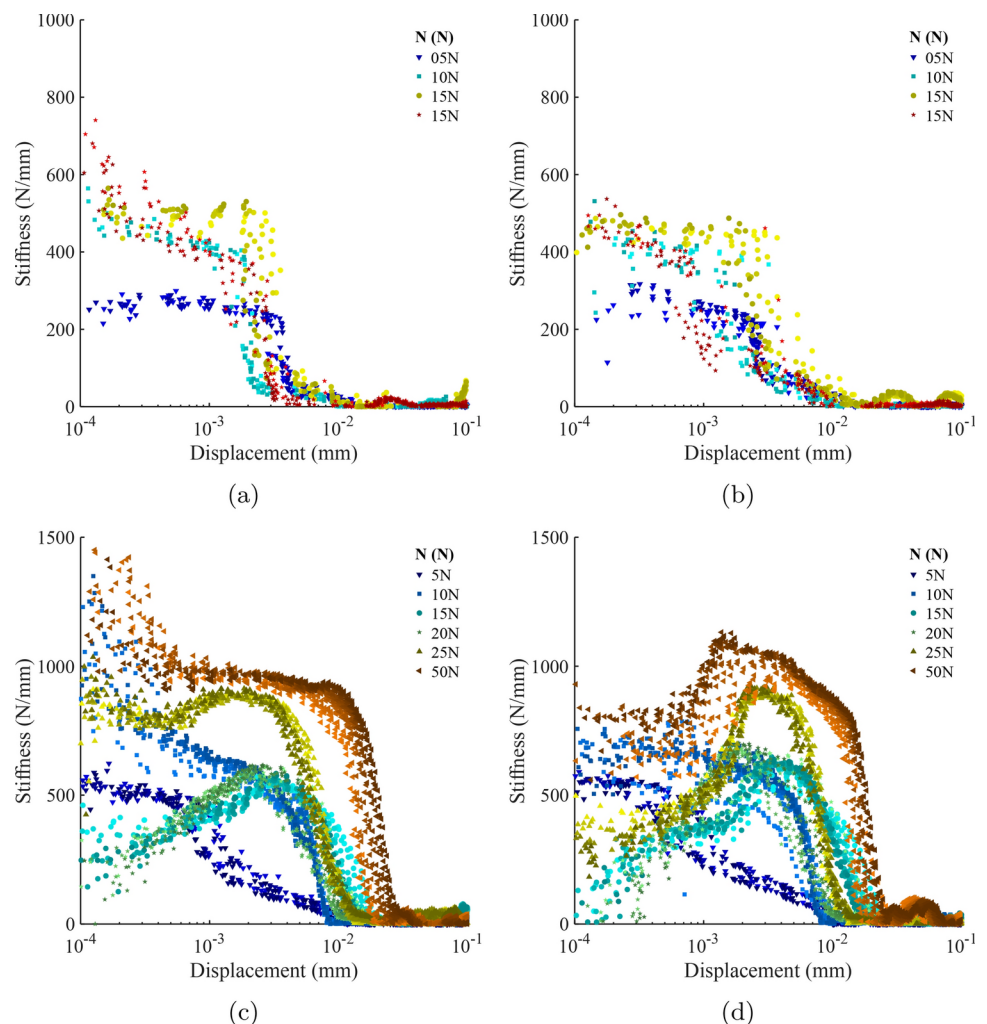 1000
800
600
400
200
0
Stiffness (N/mm)
10-4
10-3
10-2
10-1
Displacement (mm)
N (N)
05N
10N
15N
15N
(a)
1000
800
600
400
200
0
Stiffness (N/mm)
10-4
10-3
10-2
10-1
Displacement (mm)
N (N)
05N
10N
15N
15N
(b)
1500
1000
500
0
Stiffness (N/mm)
10-4
10-3
10-2
10-1
Displacement (mm)
N (N)
5N
10N
15N
20N
25N
50N
(c)
1500
1000
500
0
Stiffness (N/mm)
10-4
10-3
10-2
10-1
Displacement (mm)
N (N)
5N
10N
15N
20N
25N
50N
(d)